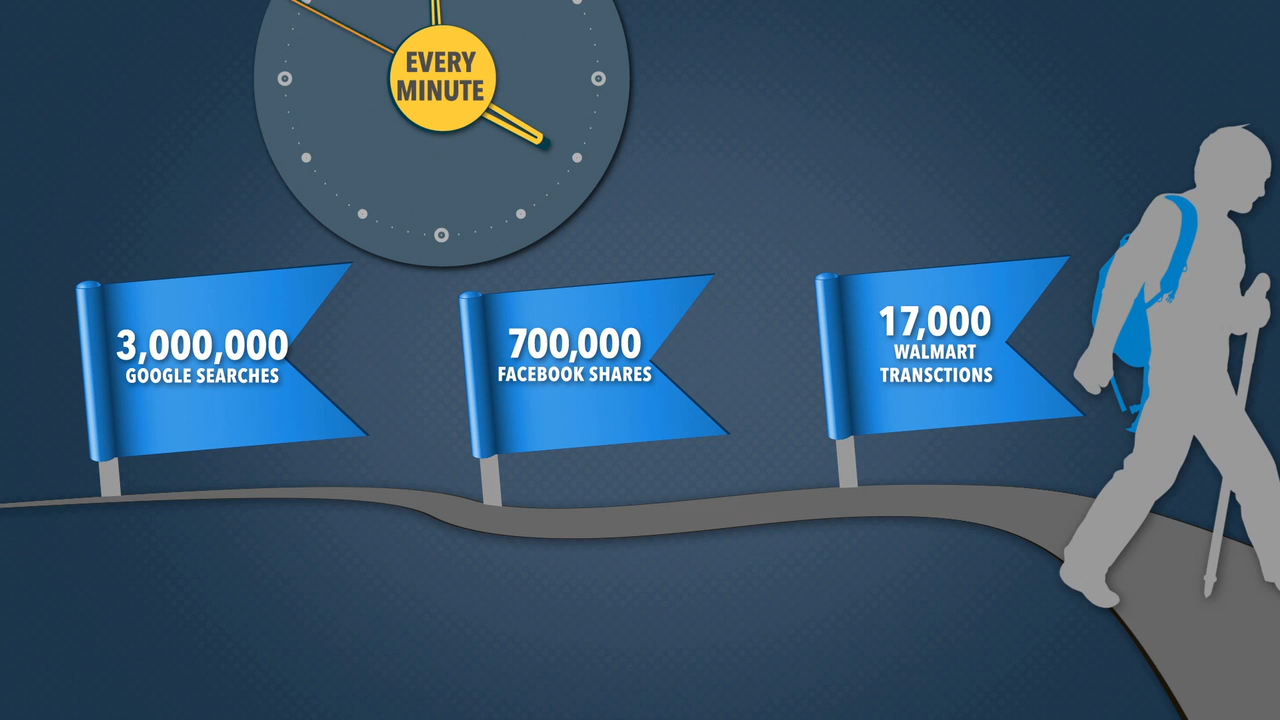 EVERY
MINUTE
3,000,000
GOOGLE SEARCHES
700,000
FACEBOOK SHARES
17,000
WALMART
TRANSCTIONS